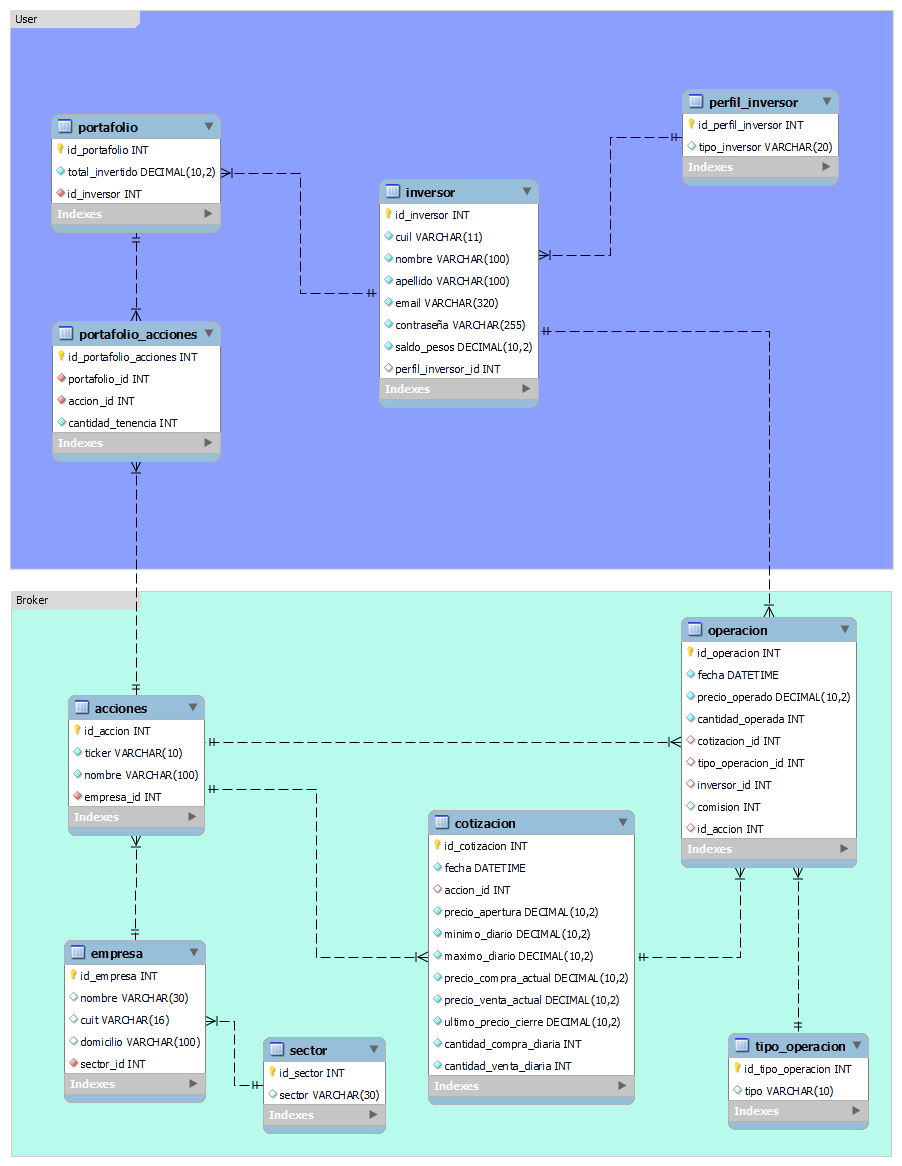 User
portafolio
id_portafolio INT
total_invertido DECIMAL(10,2)
id_inversor INT
Indexes
perfil_inversor
id_perfil_inversor INT
tipo_inversor VARCHAR(20)
Indexes
inversor
id_inversor INT
cuil VARCHAR(11)
nombre VARCHAR(100)
apellido VARCHAR(100)
email VARCHAR(320)
contraseña VARCHAR(255)
saldo_pesos DECIMAL(10,2)
perfil_inversor_id INT
Indexes
portafolio_acciones
id_portafolio_acciones INT
portafolio_id INT
accion_id INT
cantidad_tenencia INT
Indexes
Broker
operacion
id_operacion INT
fecha DATETIME
precio_operado DECIMAL(10,2)
cantidad_operada INT
cotizacion_id INT
tipo_operacion_id INT
inversor_id INT
comision INT
id_accion INT
Indexes
acciones
id_accion INT
ticker VARCHAR(10)
nombre VARCHAR(100)
empresa_id INT
Indexes
cotizacion
id_cotizacion INT
fecha DATETIME
accion_id INT
precio_apertura DECIMAL(10,2)
minimo_diario DECIMAL(10,2)
maximo_diario DECIMAL(10,2)
precio_compra_actual DECIMAL(10,2)
precio_venta_actual DECIMAL(10,2)
ultimo_precio_cierre DECIMAL(10,2)
cantidad_compra_diaria INT
cantidad_venta_diaria INT
Indexes
empresa
id_empresa INT
nombre VARCHAR(30)
cuit VARCHAR(16)
domicilio VARCHAR(100)
sector_id INT
Indexes
sector
id_sector INT
sector VARCHAR(30)
Indexes
tipo_operacion
id_tipo_operacion INT
tipo VARCHAR(10)
Indexes